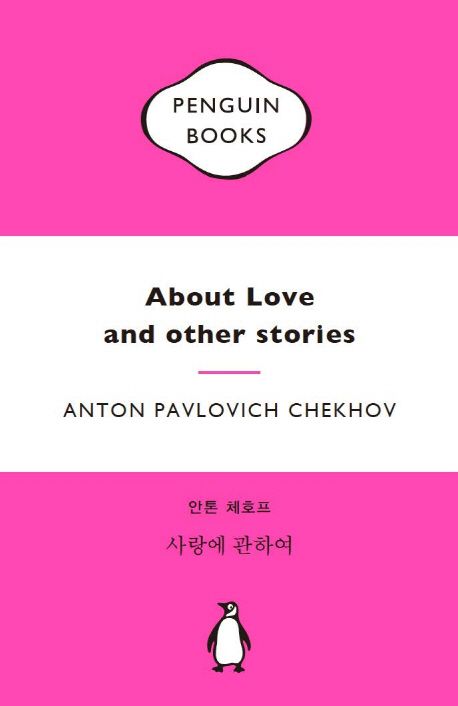 PENGUIN
BOOKS
About Love
and other stories
ANTON PAVLOVICH CHEKHOV
안톤 체호프
사랑에 관하여